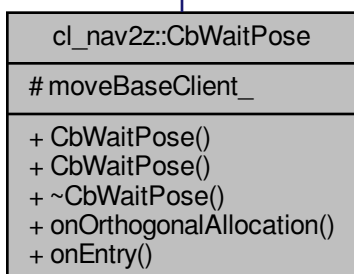 cl_nav2z::CbWaitPose
# moveBaseClient_
+ CbWaitPose()
+ CbWaitPose()
+ ~CbWaitPose()
+ onOrthogonalAllocation()
+ onEntry()